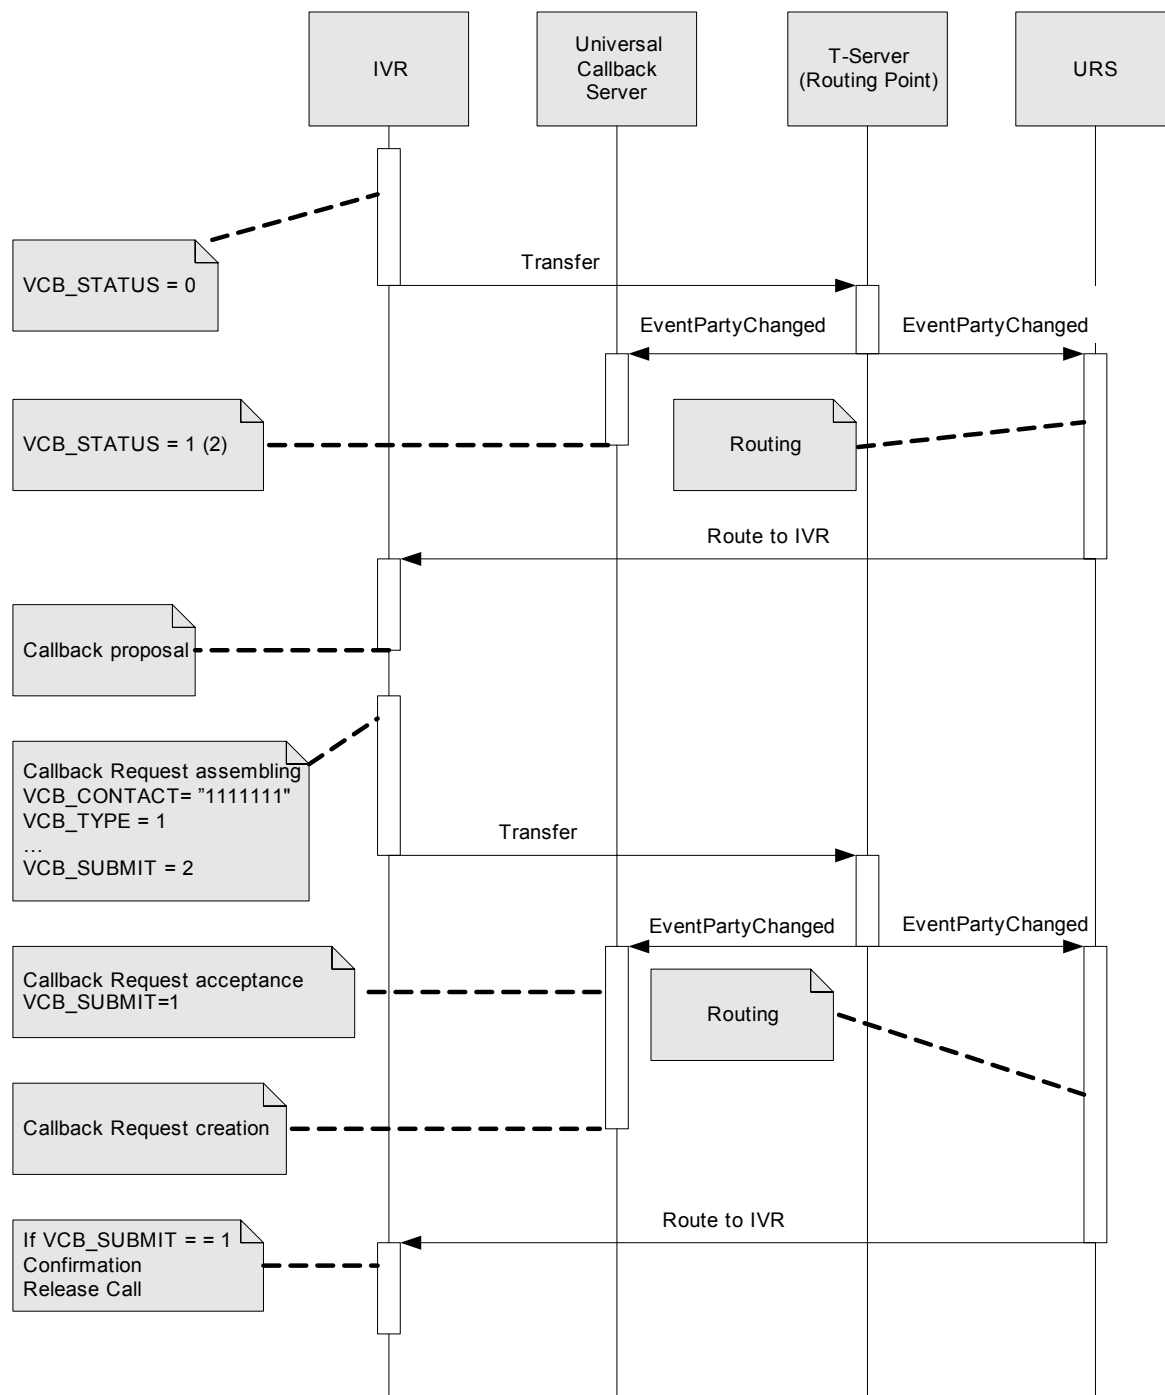 IVR
Universal
Callback
Server
T-Server
(Routing Point)
URS
VCB_STATUS = 0
Transfer
EventPartyChanged
EventPartyChanged
VCB_STATUS = 1 (2)
Routing
Route to IVR
Callback proposal
Callback Request assembling
VCB_CONTACT= ”1111111"
VCB_TYPE = 1
…
VCB_SUBMIT = 2
Transfer
EventPartyChanged
EventPartyChanged
Callback Request acceptance
VCB_SUBMIT=1
Routing
Callback Request creation
Route to IVR
If VCB_SUBMIT = = 1
Confirmation
Release Call